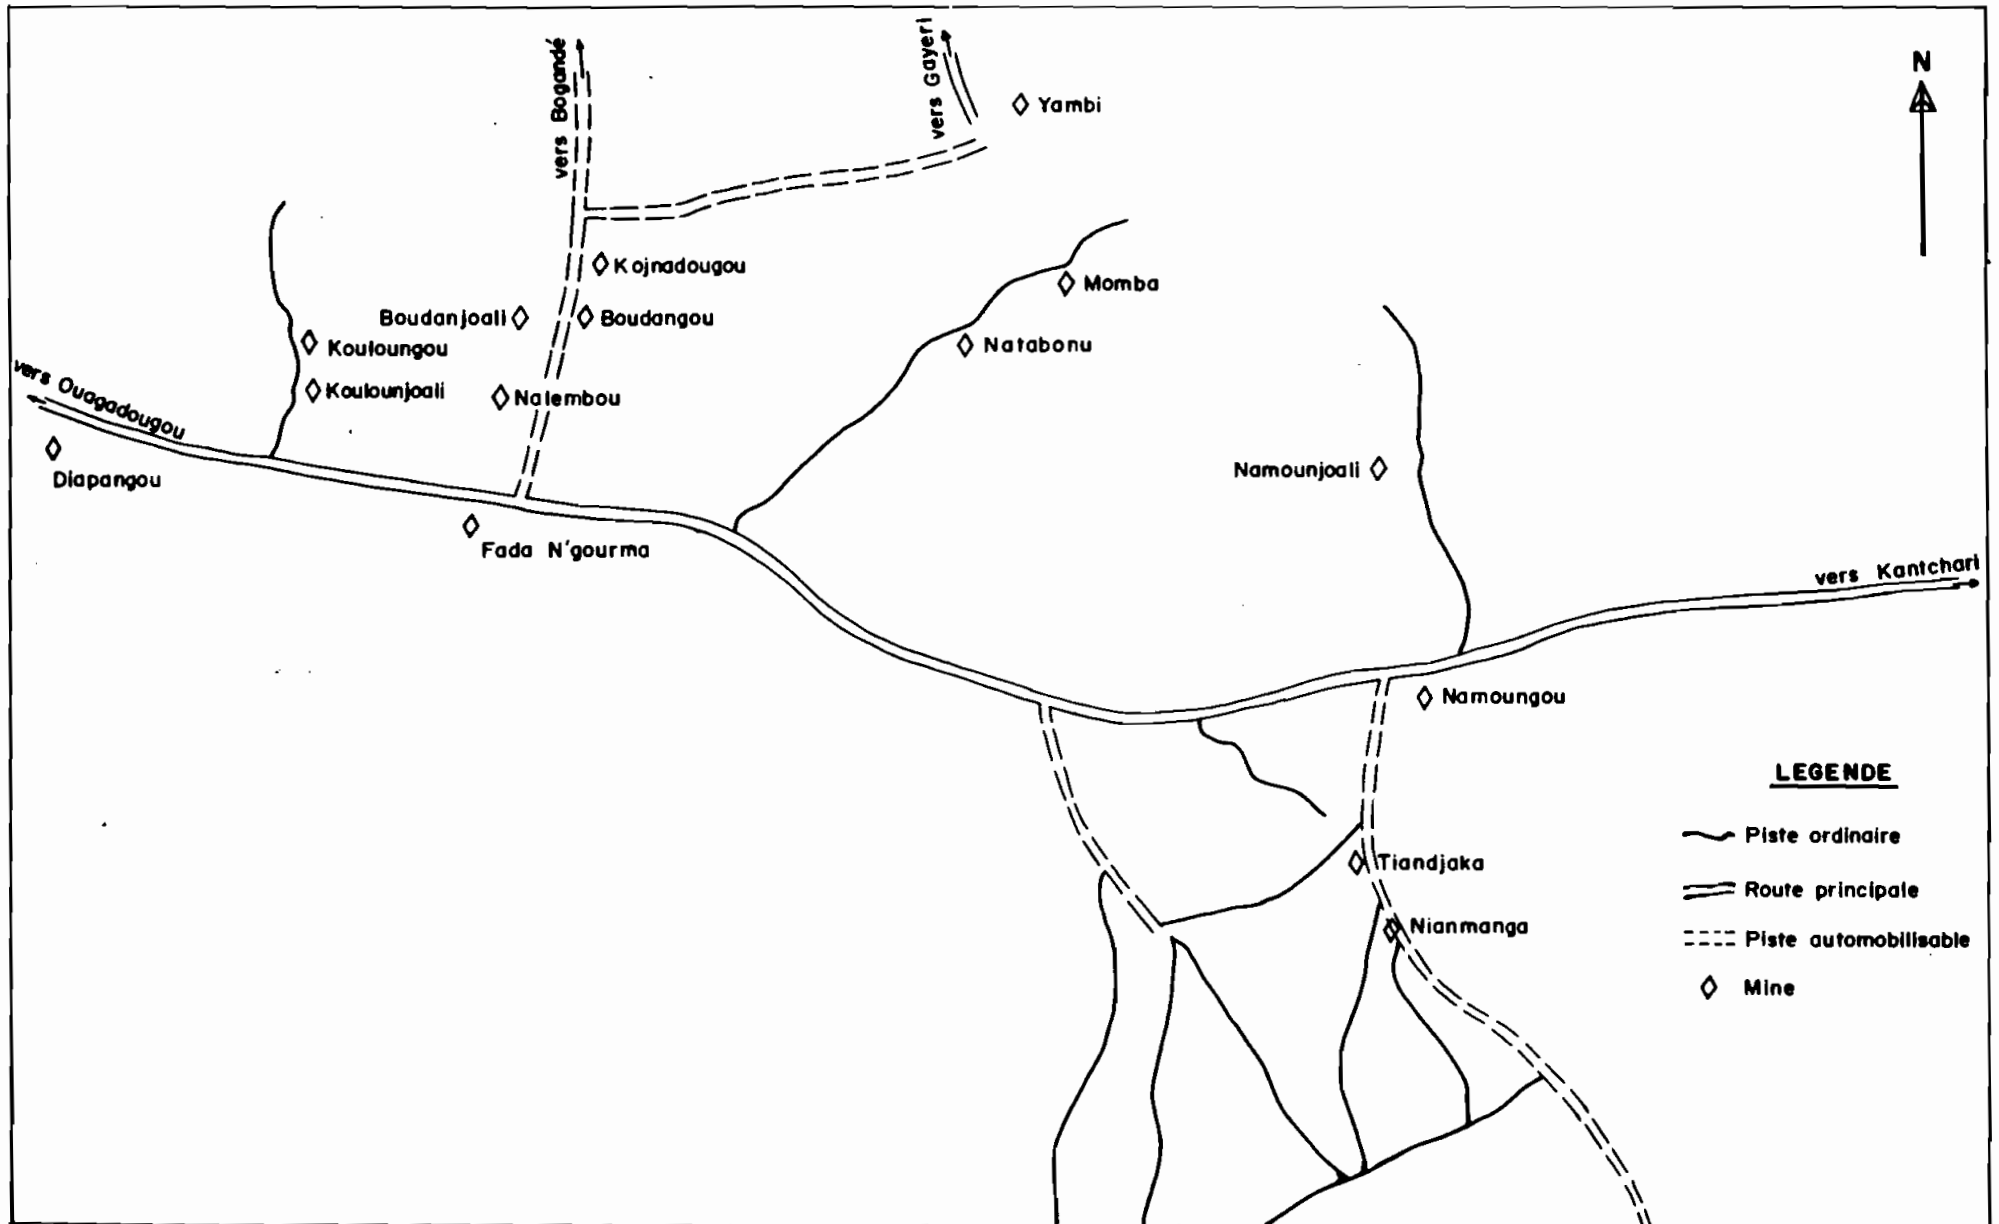 vers Bogandé
vers Gayeri
Yambi
N
Kojnadougou
Boudanjoali
Boudangou
Momba
Natabonu
Kouloungou
Koulounjoali
Nalembou
vers Ouagadougou
Diapangou
Fada N'gourma
Namounjoali
vers Kantchari
Namoungou
LEGENDE
Piste ordinaire
Route principale
Piste automobilisable
Mine
Tiandjaka
Nianmanga